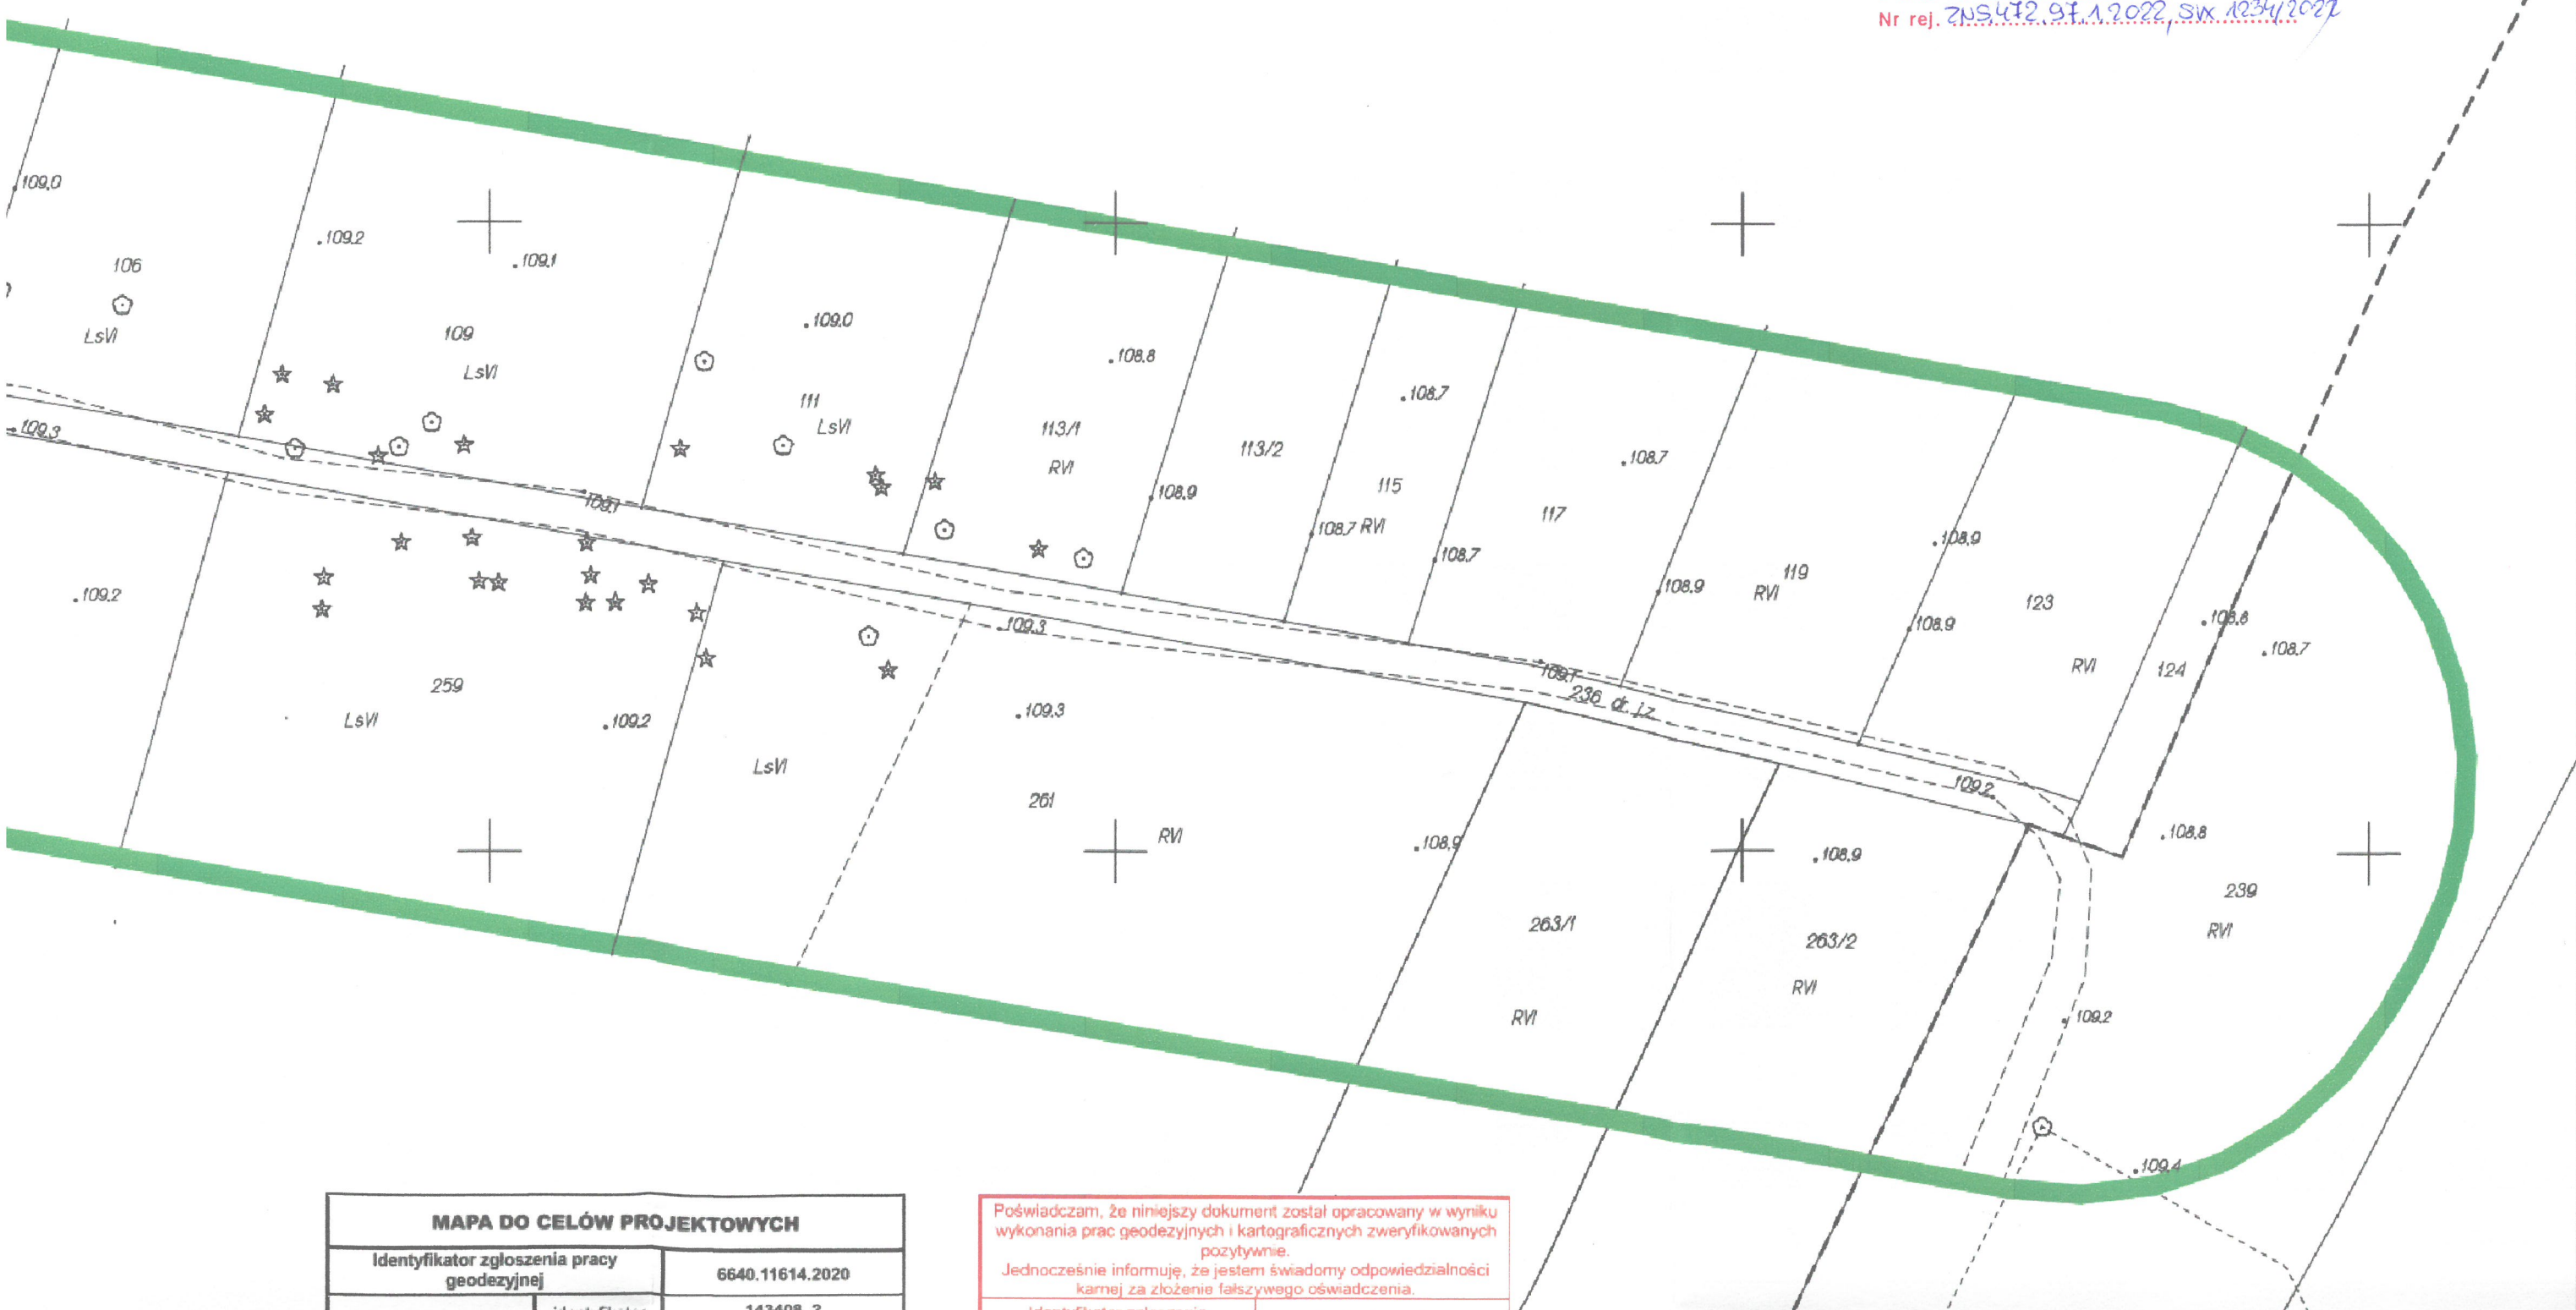 Nr rej. ZNS.472.97.1.2022, SVX 1234/2022
109.0
109.2
109.1
106
LsVI
109
LsVI
109.0
111
LsVI
108.8
113/1
RVI
108.7
113/2
115
108.7
117
108.9
108.7 RVI
108.7
108.9
119
RVI
108.9
108.9
123
RVI
124
108.8
108.7
109.3
109.1
109.2
259
LsVI
109.2
LsVI
109.3
109.3
261
RVI
109.1
236 dr. j.z.
109.2
108.9
108.9
108.8
239
RVI
263/1
263/2
RVI
RVI
109.2
109.4
MAPA DO CELÓW PROJEKTOWYCH
Identyfikator zgłoszenia pracy
geodezyjnej
6640.11614.2020
143408_2
Poświadczam, że niniejszy dokument został opracowany w wyniku
wykonania prac geodezyjnych i kartograficznych zweryfikowanych
pozytywnie.
Jednocześnie informuję, że jestem świadomy odpowiedzialności
karnej za złożenie fałszywego oświadczenia.